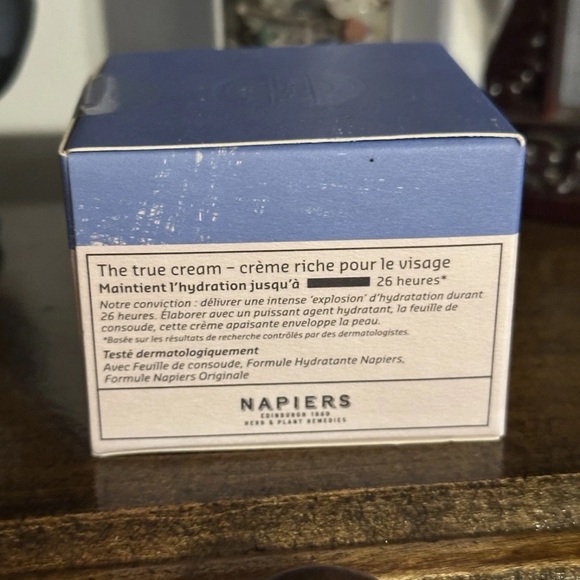 The true cream – crème riche pour le visage
Maintient l'hydration jusqu'à 26 heures*
Notre conviction : délivrer une intense 'explosion' d'hydratation durant
26 heures. Élaborer avec un puissant agent hydratant, la feuille de
consoude, cette crème apaisante enveloppe la peau.
*Basée sur les résultats de recherche contrôlés par des dermatologistes.
Testé dermatologiquement
Avec Feuille de consoude, Formule Hydratante Napiers,
Formule Napiers Originale
NAPIERS
EDINBURGH 1860
HERB & PLANT REMEDIES